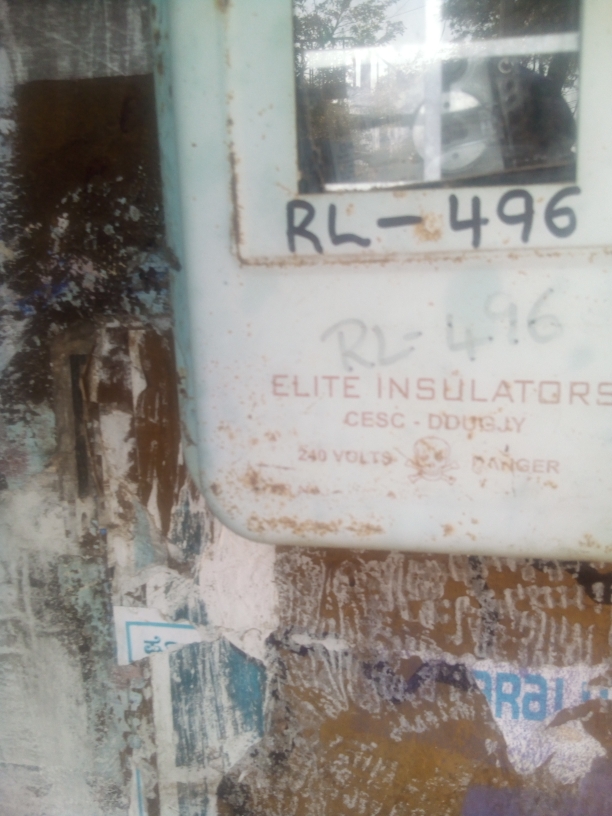 RL-496
RL-496
ELITE INSULATORS
CESC - DDUGJY
240 VOLTS DANGER